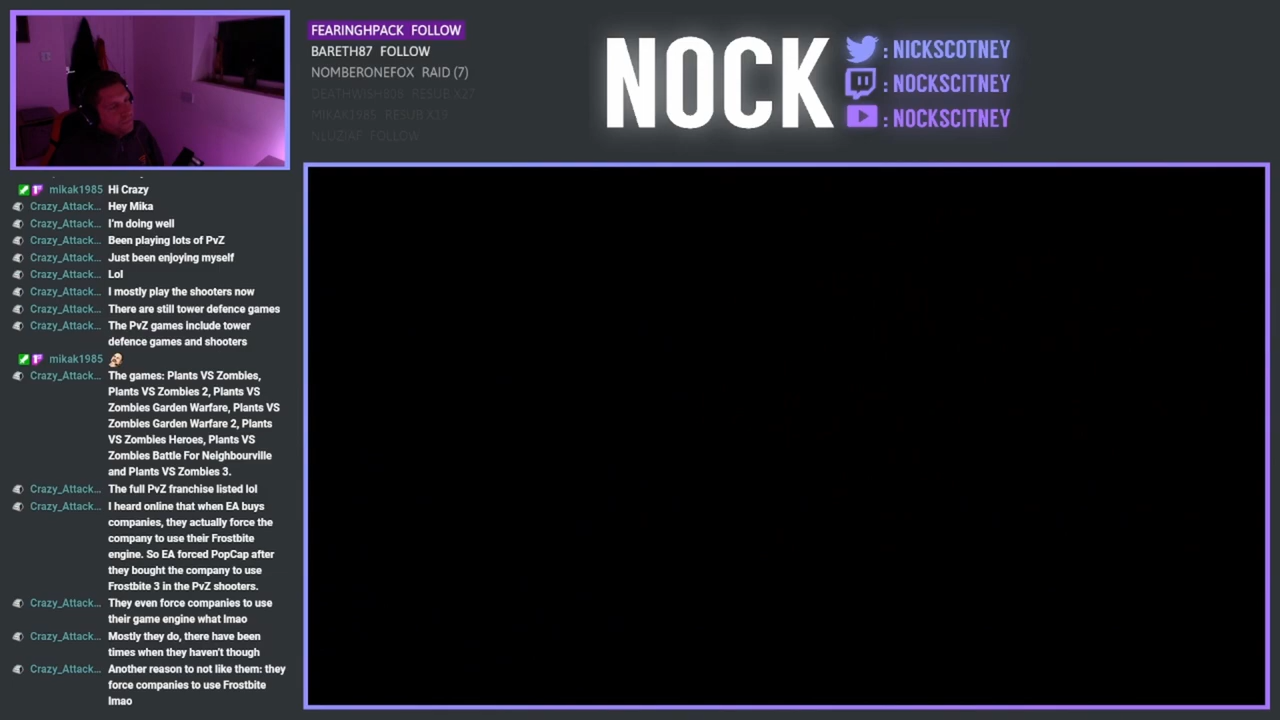 FEARINGHPACK FOLLOW
BARETH87 FOLLOW
NOMBERONEFOX RAID (7)
DEATHWISH808 RESUB X27
MIKAK1985 RESUB X19
NLUZIAF FOLLOW
NOCK
: NICKSCOTNEY
: NOCKSCITNEY
: NOCKSCITNEY
mikak1985 Hi Crazy
Crazy_Attack... Hey Mika
Crazy_Attack... I'm doing well
Crazy_Attack... Been playing lots of PvZ
Crazy_Attack... Just been enjoying myself
Crazy_Attack... Lol
Crazy_Attack... I mostly play the shooters now
Crazy_Attack... There are still tower defence games
Crazy_Attack... The PvZ games include tower
defence games and shooters
mikak1985
Crazy_Attack... The games: Plants VS Zombies,
Plants VS Zombies 2, Plants VS
Zombies Garden Warfare, Plants VS
Zombies Garden Warfare 2, Plants
VS Zombies Heroes, Plants VS
Zombies Battle For Neighbourville
and Plants VS Zombies 3.
Crazy_Attack... The full PvZ franchise listed lol
Crazy_Attack... I heard online that when EA buys
companies, they actually force the
company to use their Frostbite
engine. So EA forced PopCap after
they bought the company to use
Frostbite 3 in the PvZ shooters.
Crazy_Attack... They even force companies to use
their game engine what lmao
Crazy_Attack... Mostly they do, there have been
times when they haven't though
Crazy_Attack... Another reason to not like them: they
force companies to use Frostbite
lmao